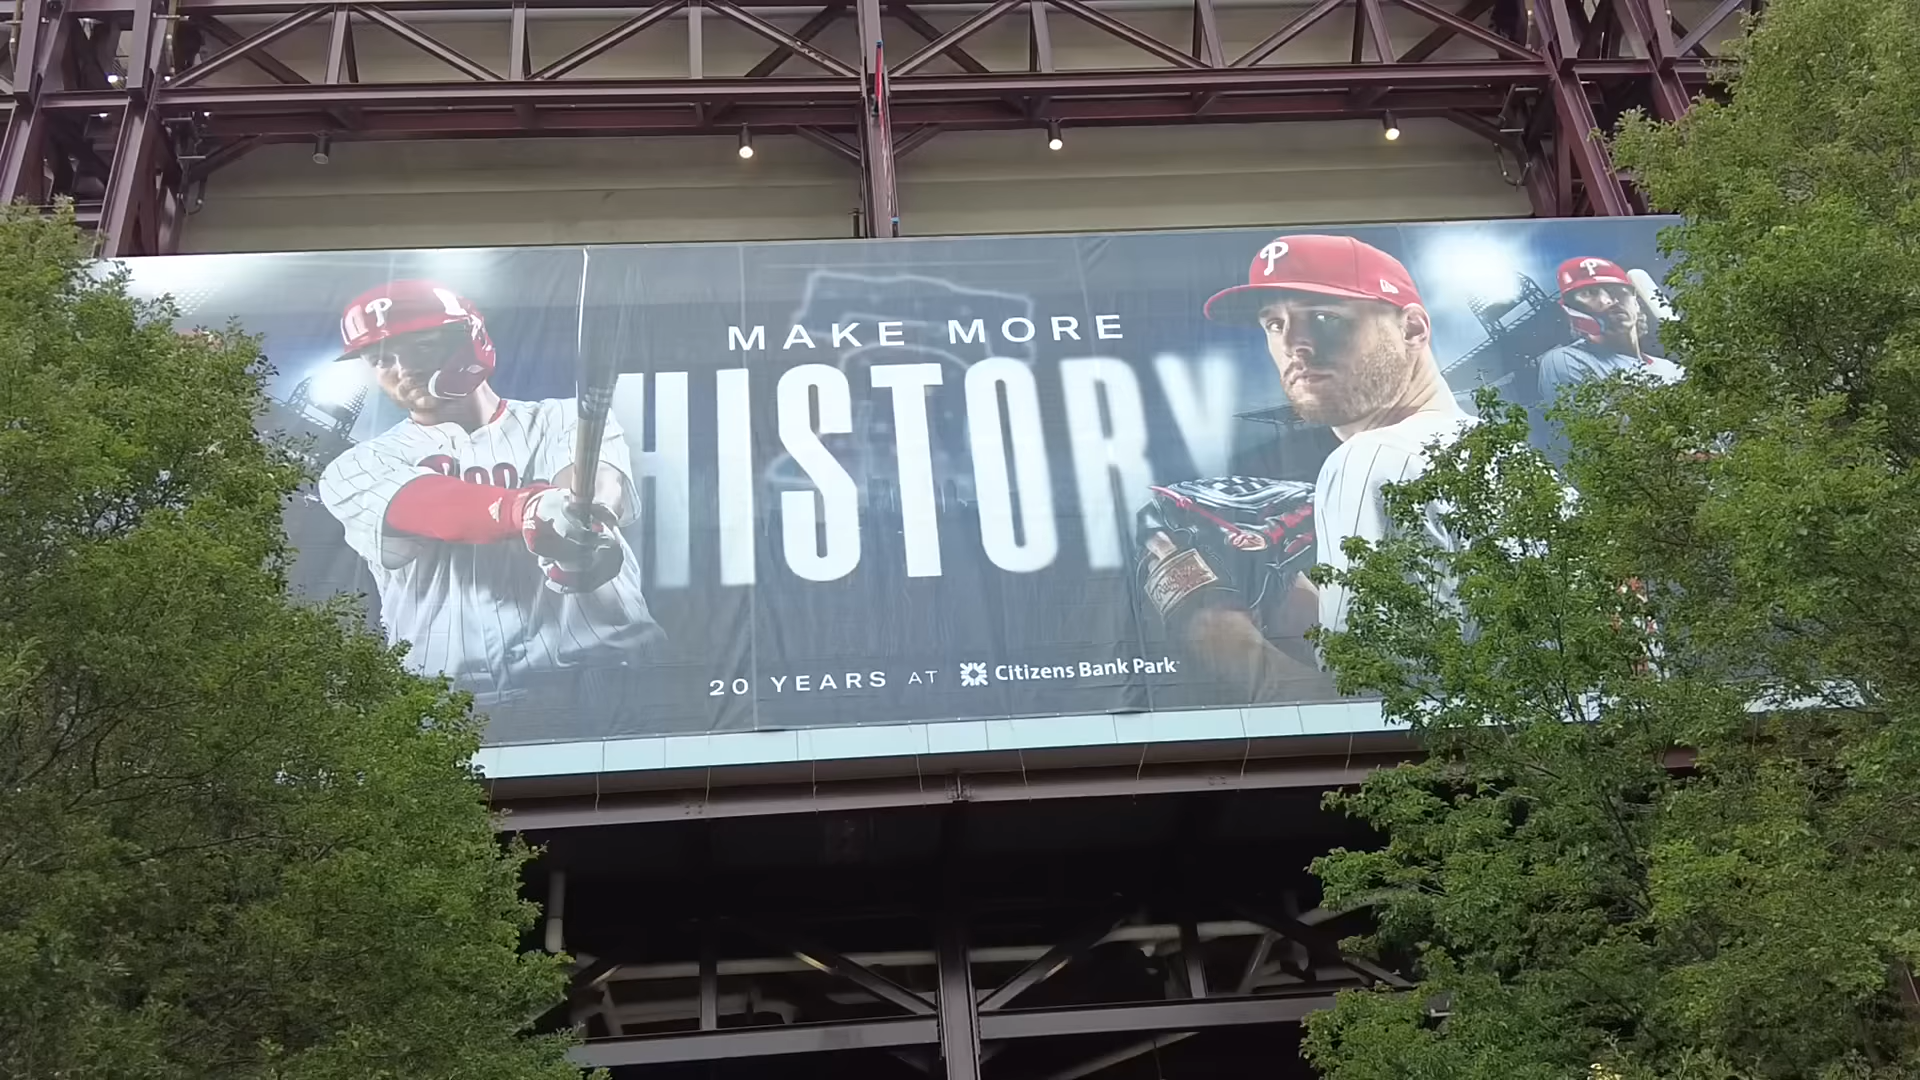 MAKE MORE
HISTORY
20 YEARS AT Citizens Bank Park
P
P
P